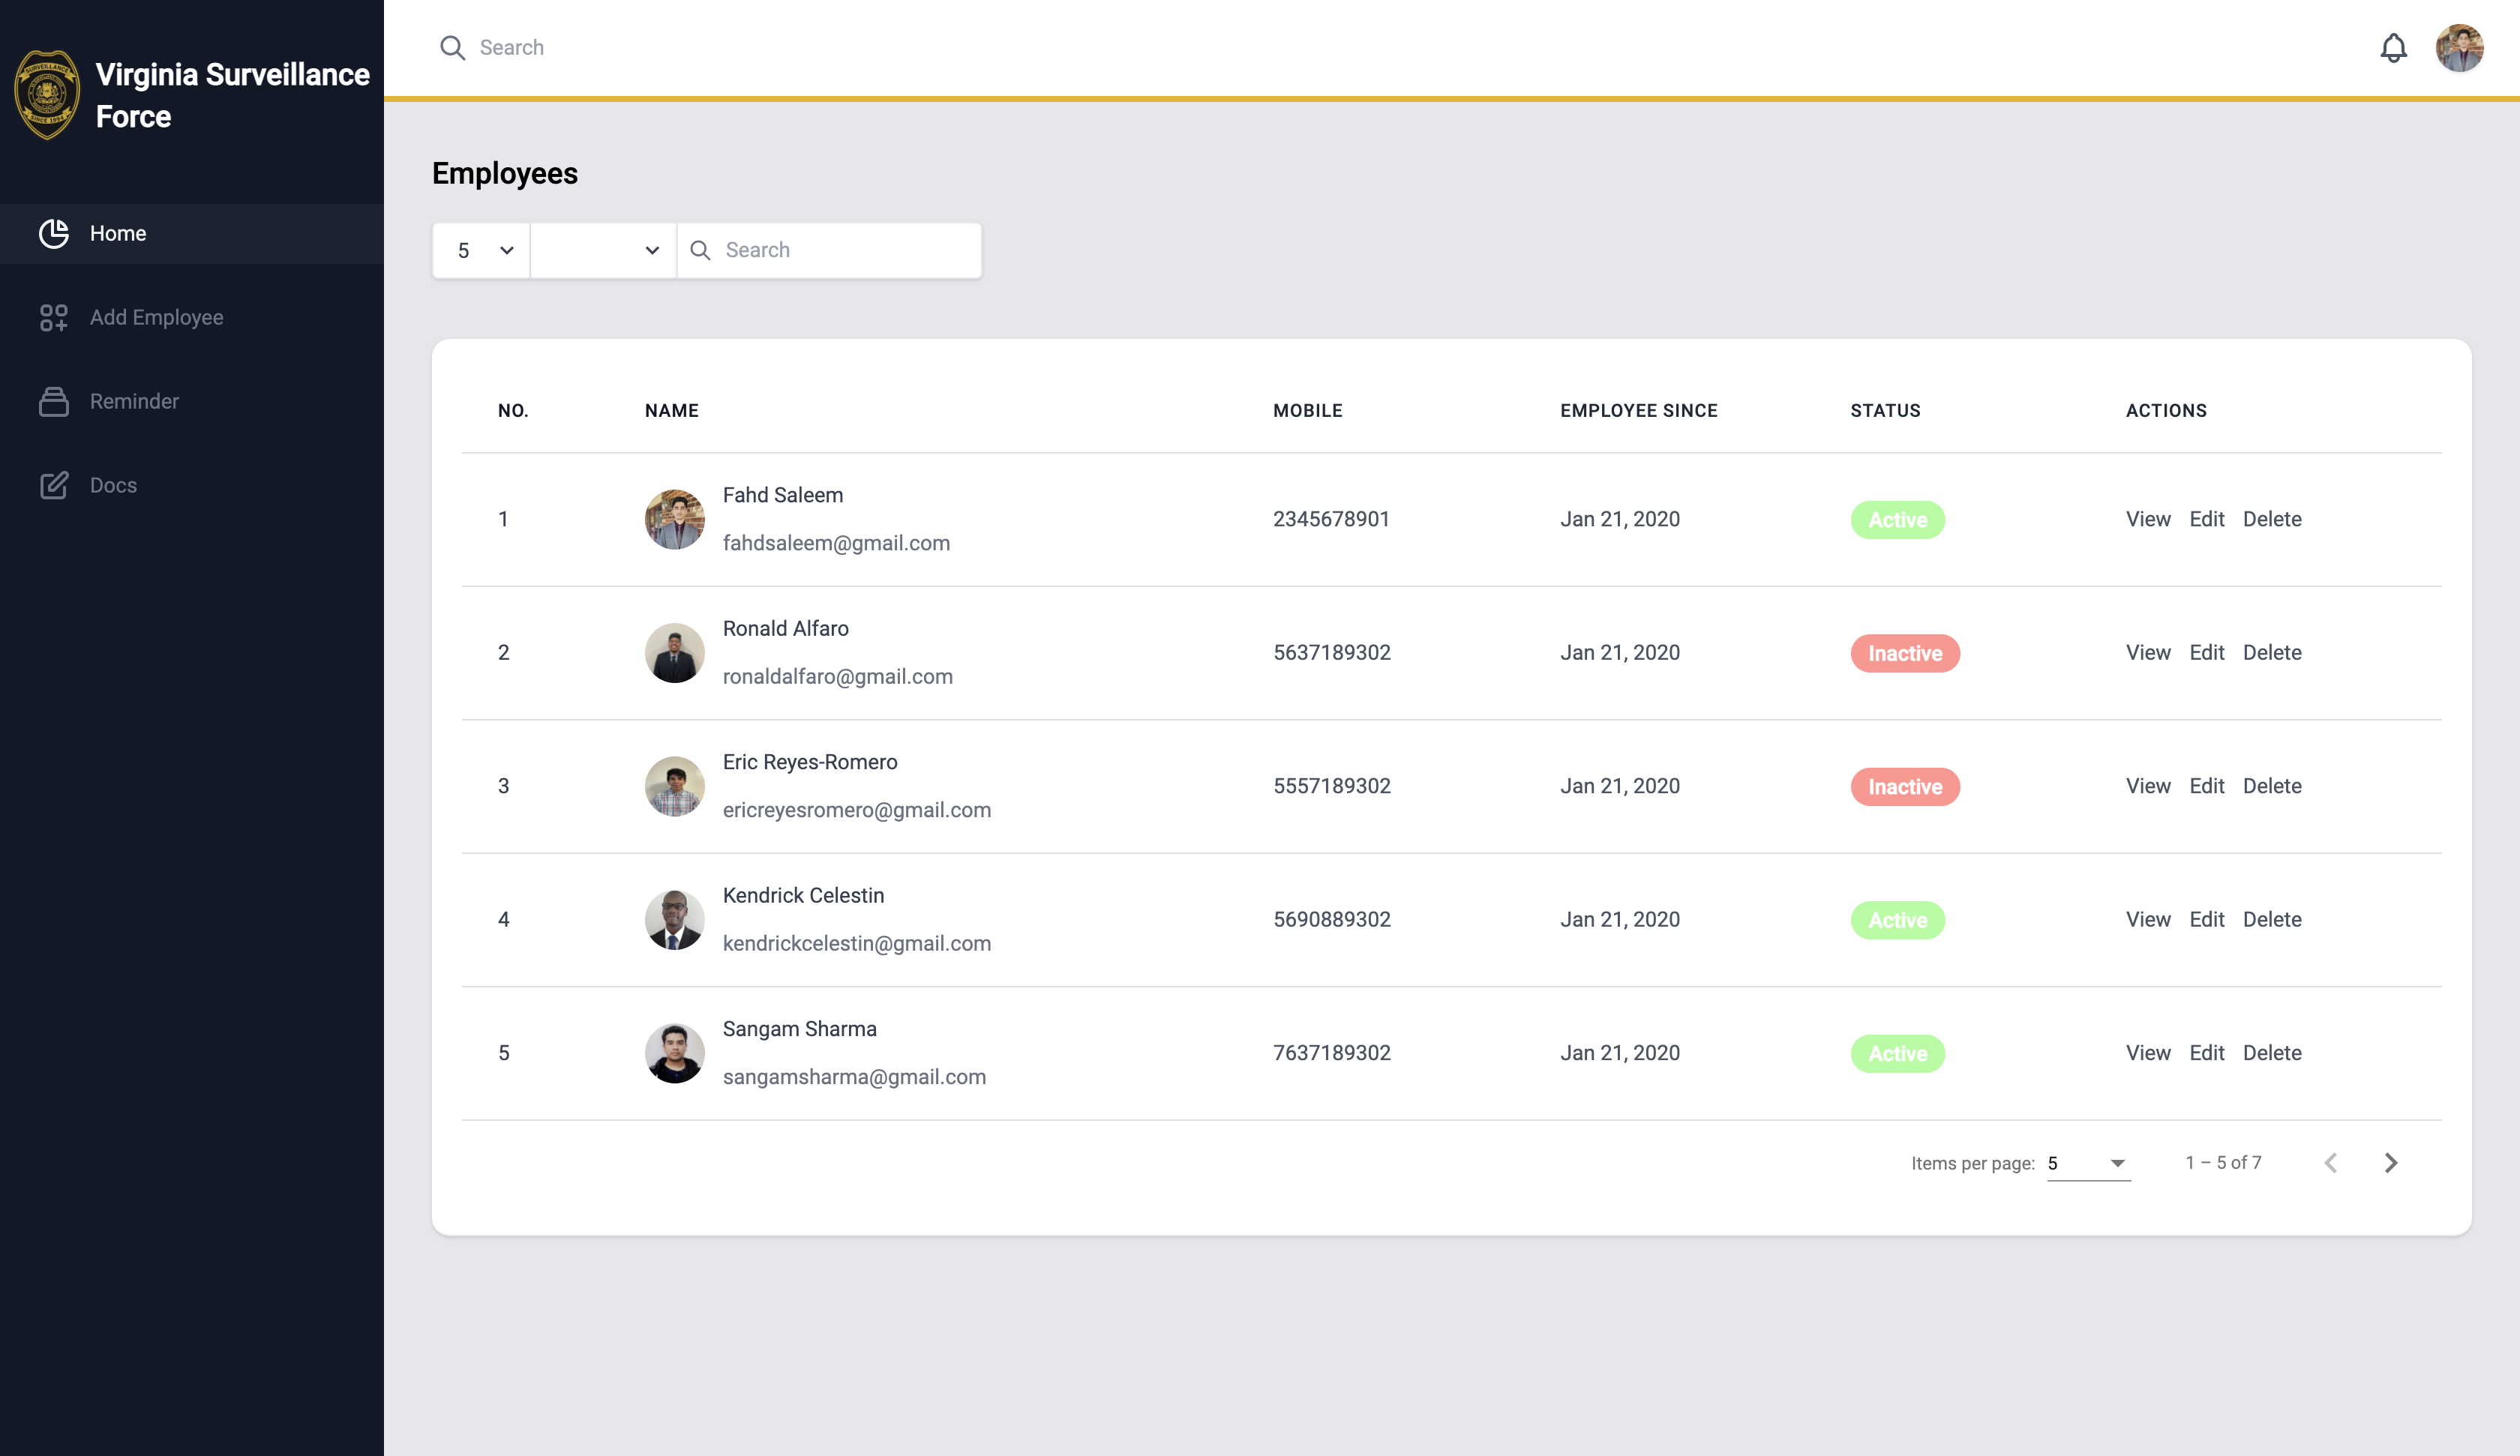 SURVEILLANCE
SINCE 1994
Virginia Surveillance
Force
Search
Home
Add Employee
Reminder
Docs
Employees
5
Search
NO. NAME MOBILE EMPLOYEE SINCE STATUS ACTIONS
1 Fahd Saleem 2345678901 Jan 21, 2020 Active View Edit Delete
fahdsaleem@gmail.com
2 Ronald Alfaro 5637189302 Jan 21, 2020 Inactive View Edit Delete
ronaldalfaro@gmail.com
3 Eric Reyes-Romero 5557189302 Jan 21, 2020 Inactive View Edit Delete
ericreyesromero@gmail.com
4 Kendrick Celestin 5690889302 Jan 21, 2020 Active View Edit Delete
kendrickcelestin@gmail.com
5 Sangam Sharma 7637189302 Jan 21, 2020 Active View Edit Delete
sangamsharma@gmail.com
Items per page: 5 1 – 5 of 7